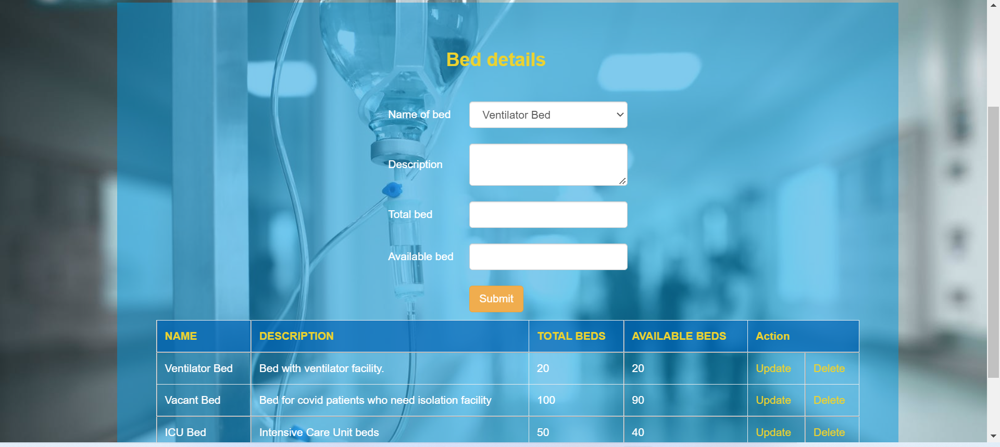 Bed details
Name of bed Ventilator Bed
Description
Total bed
Available bed
Submit
NAME DESCRIPTION TOTAL BEDS AVAILABLE BEDS Action
Ventilator Bed Bed with ventilator facility. 20 20 Update Delete
Vacant Bed Bed for covid patients who need isolation facility 100 90 Update Delete
ICU Bed Intensive Care Unit beds 50 40 Update Delete